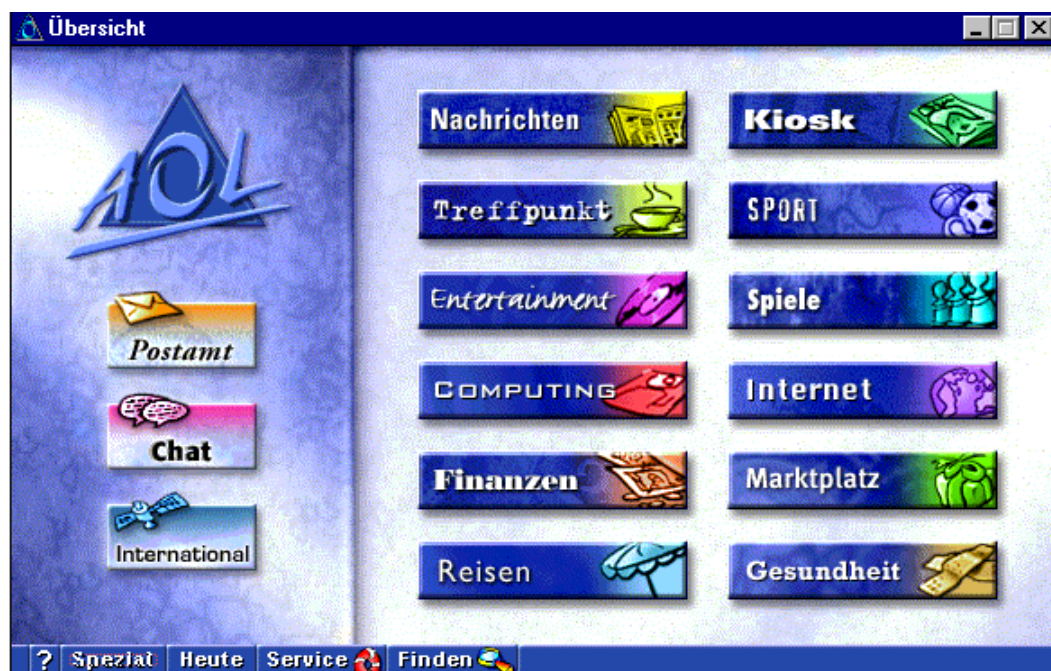 Übersicht
AOL
Postamt
Chat
International
Nachrichten
Kiosk
Treffpunkt
SPORT
Entertainment
Spiele
COMPUTING
Internet
Finanzen
Marktplatz
Reisen
Gesundheit
? Spezial Heute Service Finden